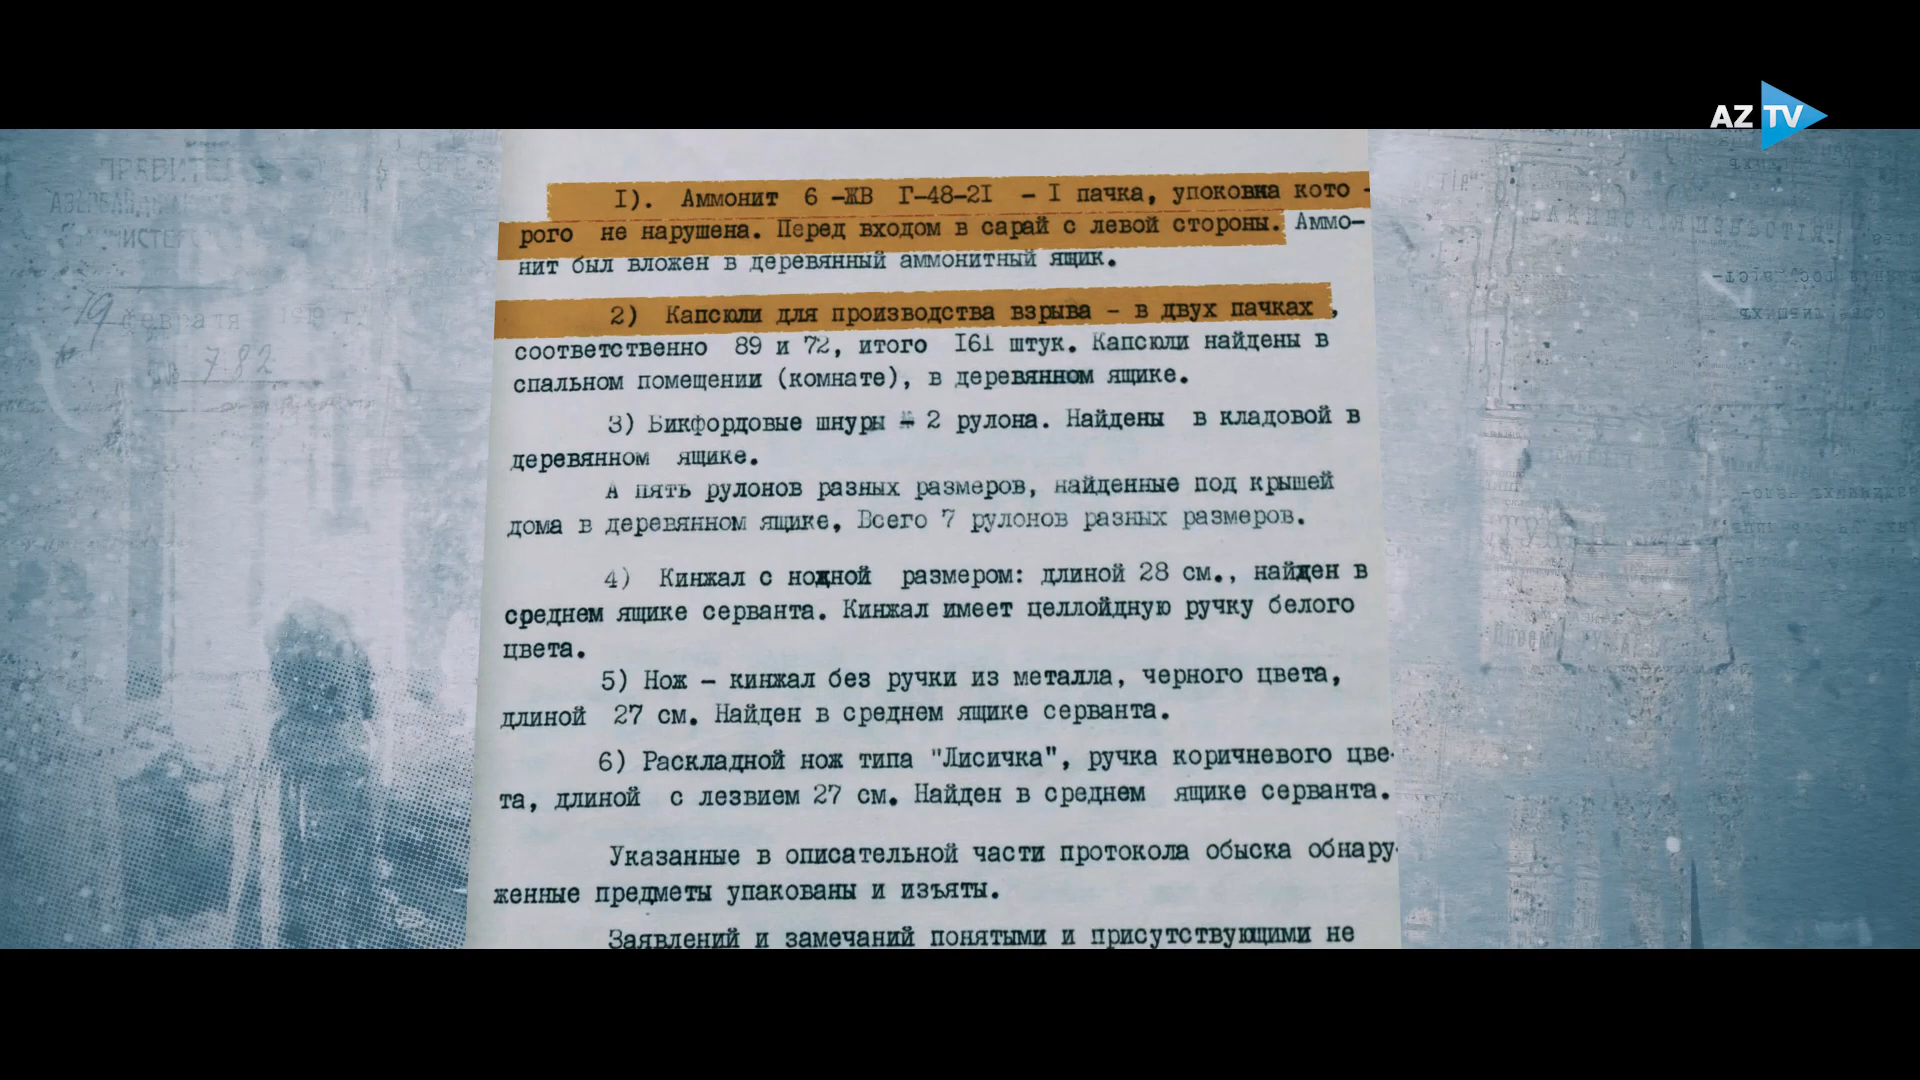 AZ TV
I). Аммонит 6 -ЖВ Г-48-2I - I пачка, упоковка кото -
рого не нарушена. Перед входом в сарай с левой стороны. Аммо-
нит был вложен в деревянный аммонитный ящик.
2) Капсюли для производства взрыва - в двух пачках ,
соответственно 89 и 72, итого I6I штук. Капсюли найдены в
спальном помещении (комнате), в деревянном ящике.
3) Бикфордовые шнуры - 2 рулона. Найдены в кладовой в
деревянном ящике.
А пять рулонов разных размеров, найденные под крышей
дома в деревянном ящике, Всего 7 рулонов разных размеров.
4) Кинжал с ножной размером: длиной 28 см., найден в
среднем ящике серванта. Кинжал имеет целлойдную ручку белого
цвета.
5) Нож - кинжал без ручки из металла, черного цвета,
длиной 27 см. Найден в среднем ящике серванта.
6) Раскладной нож типа "Лисичка", ручка коричневого цве-
та, длиной с лезвием 27 см. Найден в среднем ящике серванта.
Указанные в описательной части протокола обыска обнару-
женные предметы упакованы и изъяты.
Заявлений и замечаний понятыми и присутствующими не